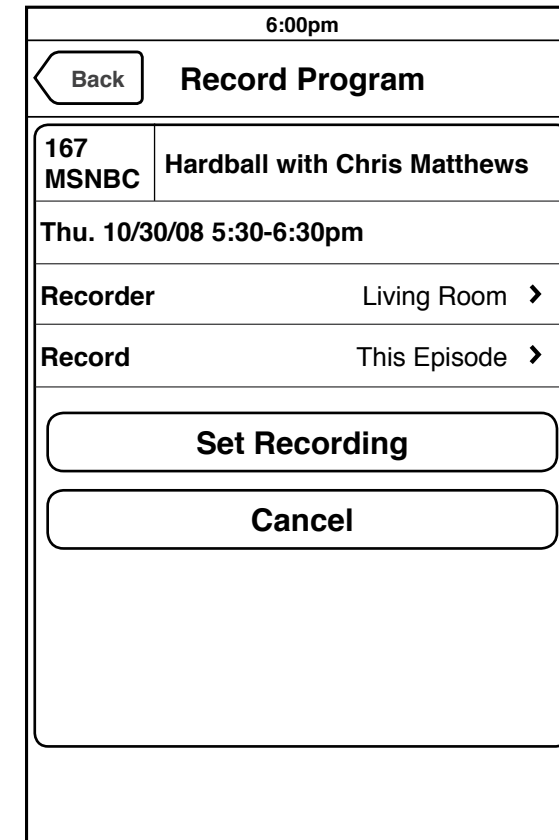 6:00pm
Back
Record Program
167
MSNBC
Hardball with Chris Matthews
Thu. 10/30/08 5:30-6:30pm
Recorder Living Room
Record This Episode
Set Recording
Cancel